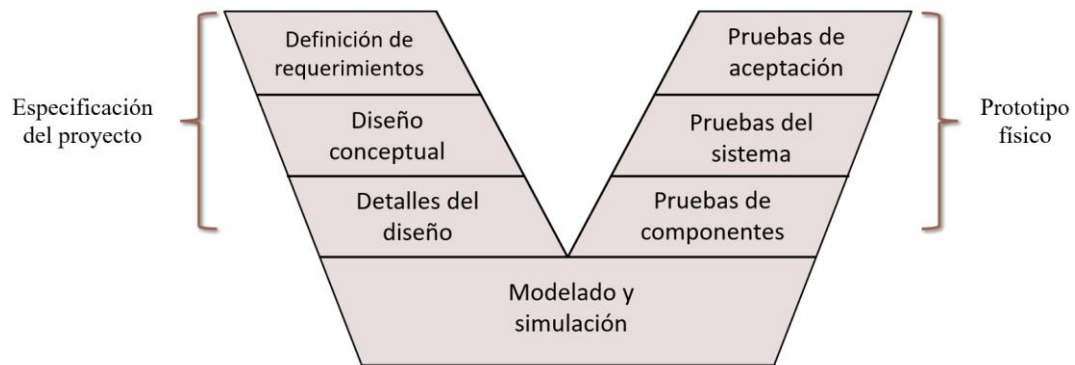 Especificación
del proyecto
Definición de
requerimientos
Diseño
conceptual
Detalles del
diseño
Modelado y
simulación
Pruebas de
aceptación
Pruebas del
sistema
Pruebas de
componentes
Prototipo
físico